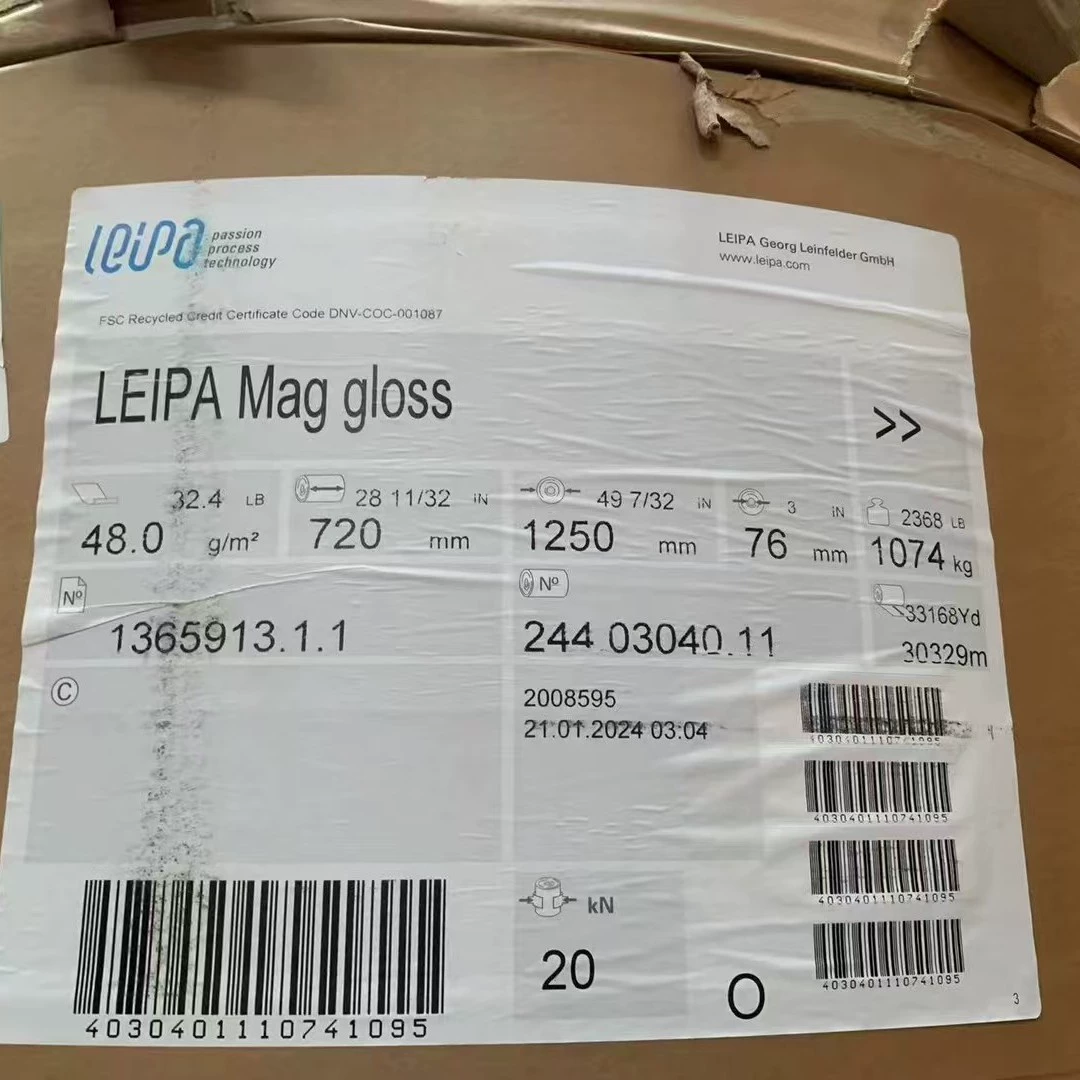 leipa
passion
process
technology
LEIPA Georg Leinfelder GmbH
www.leipa.com
FSC Recycled Credit Certificate Code DNV-COC-001087
LEIPA Mag gloss
>>
32.4 LB
48.0 g/m²
28 11/32 iN
720 mm
49 7/32 iN
1250 mm
3 iN
76 mm
2368 LB
1074 kg
Nº
1365913.1.1
Nº
244 03040.11
33168Yd
30329m
C
2008595
21.01.2024 03:04
4030401110741095
4030401110741095
4030401110741095
4030401110741095
kN
20
O
4030401110741095
3